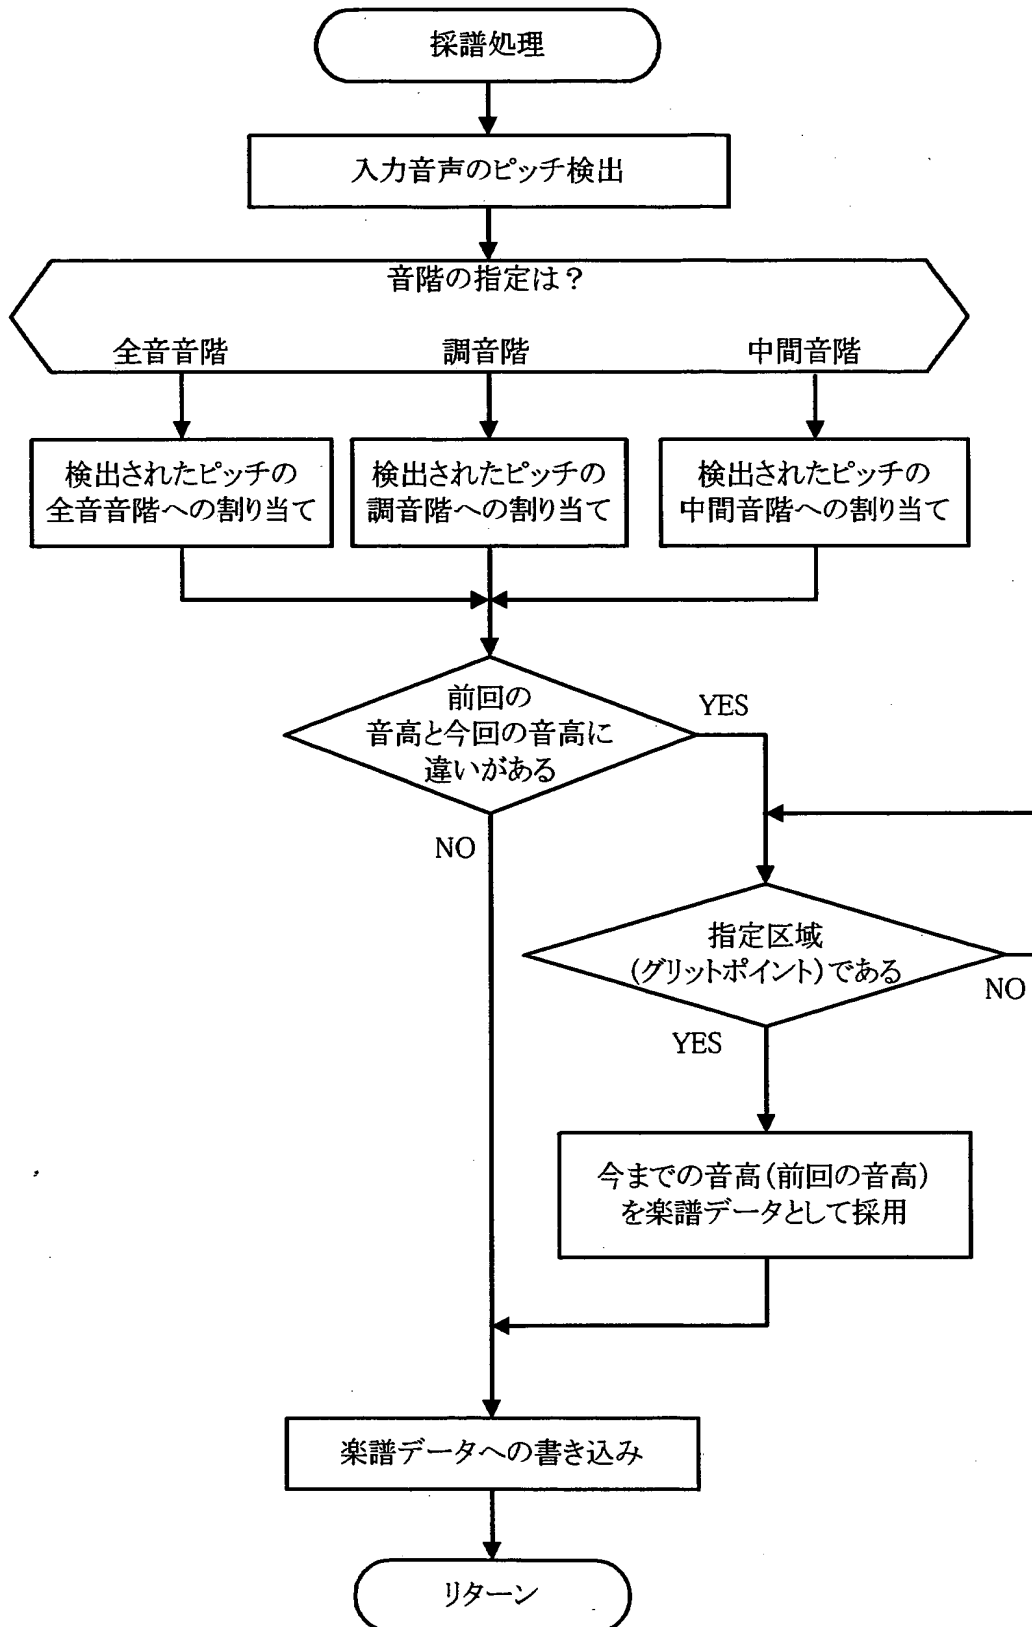 採譜処理
入力音声のピッチ検出
音階の指定は?
全音音階
調音階
中間音階
検出されたピッチの
全音音階への割り当て
検出されたピッチの
調音階への割り当て
検出されたピッチの
中間音階への割り当て
前回の
音高と今回の音高に
違いがある
YES
NO
指定区域
(グリットポイント)である
NO
YES
今までの音高(前回の音高)
を楽譜データとして採用
楽譜データへの書き込み
リターン